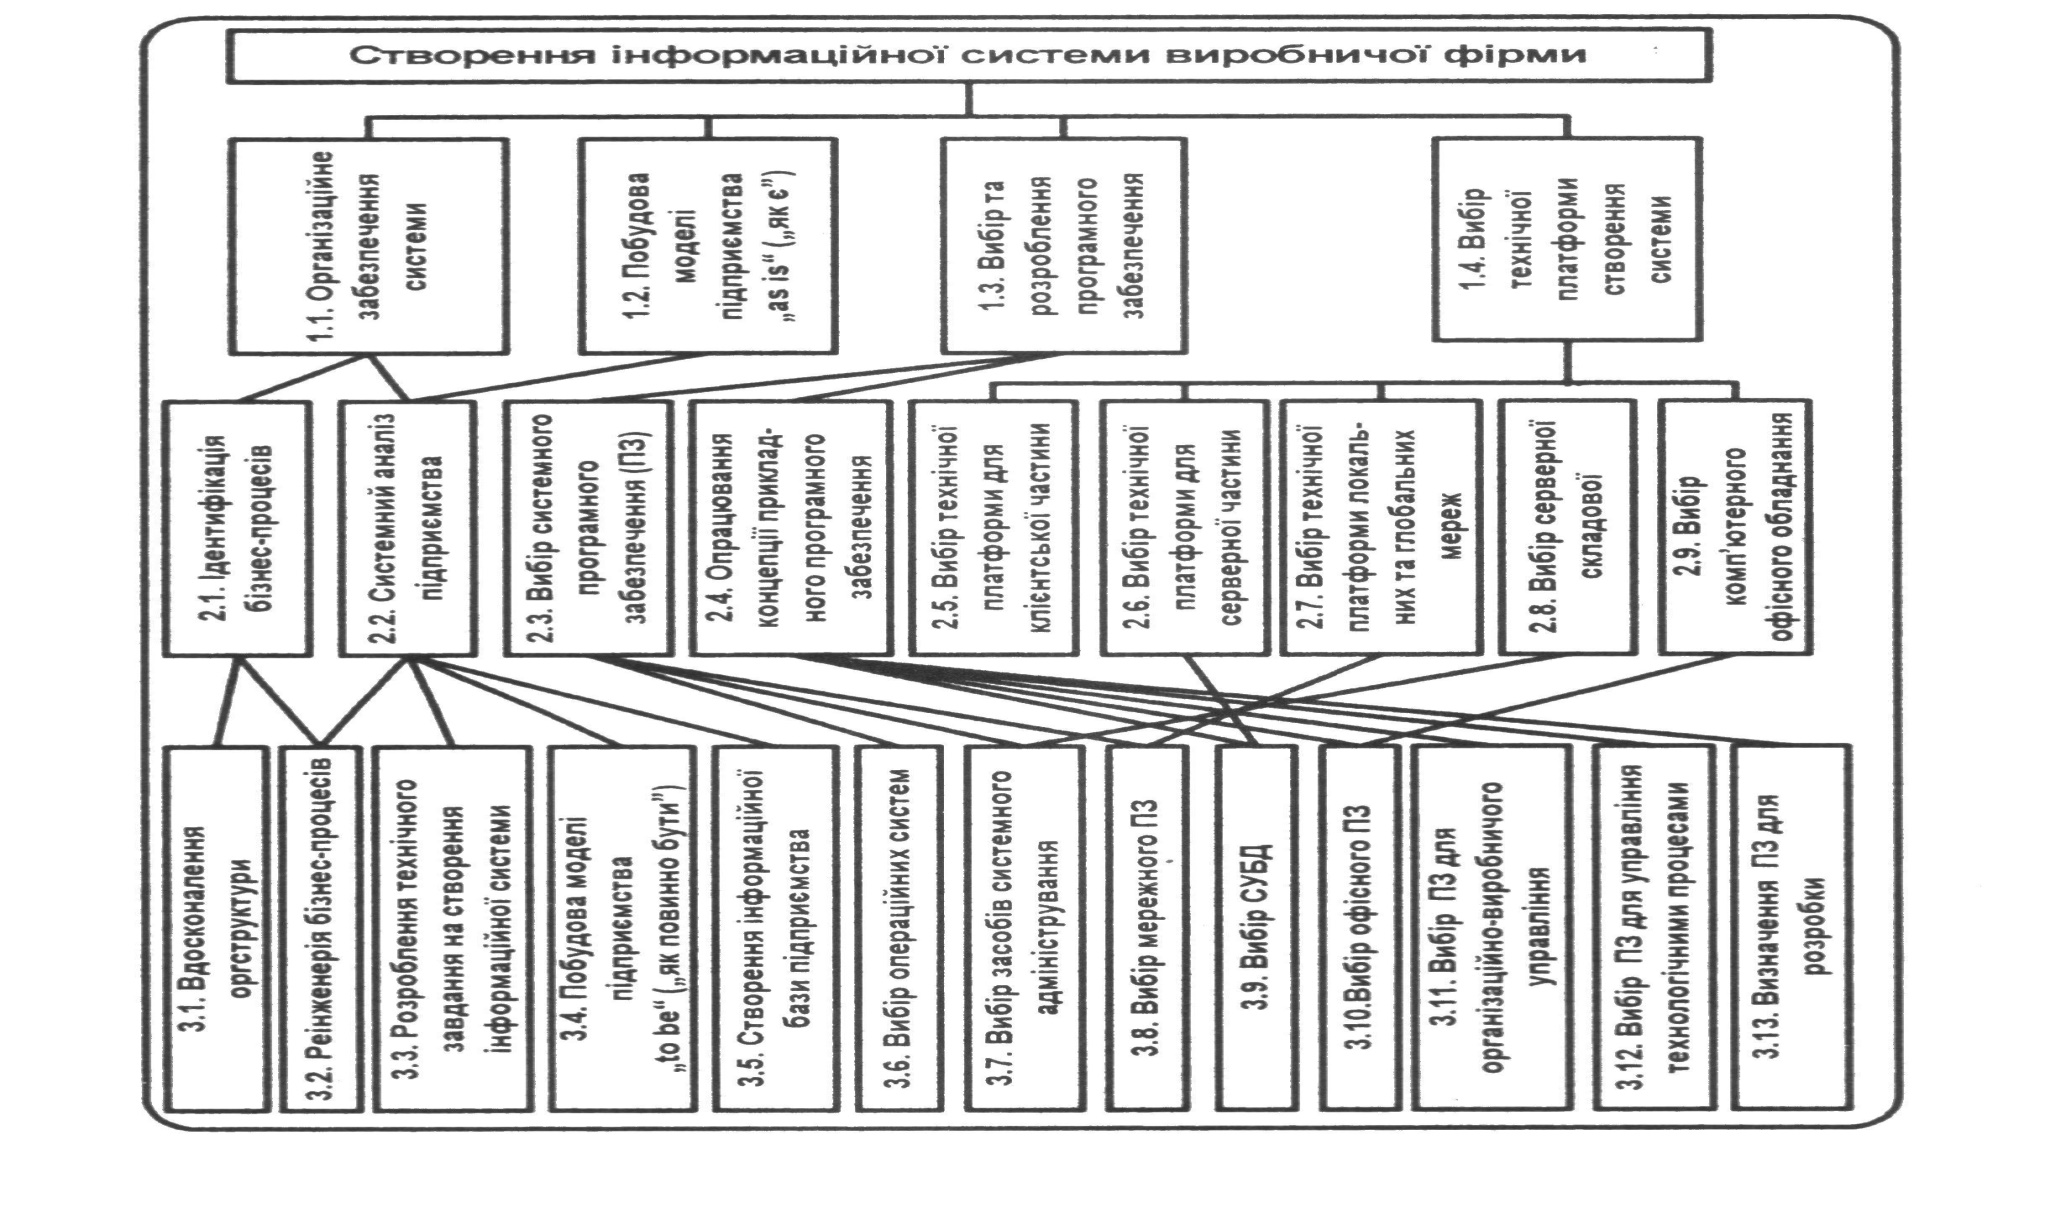 Створення інформаційної системи виробничої фірми
1.1. Організаційне
забезпечення
системи
1.2. Побудова
моделі
підприємства
„as is“ („як є”)
1.3. Вибір та
розроблення
програмного
забезпечення
1.4. Вибір
технічної
платформи
створення
системи
2.1. Ідентифікація
бізнес-процесів
2.2. Системний аналіз
підприємства
2.3. Вибір системного
програмного
забезпечення (ПЗ)
2.4. Опрацювання
концепції приклад-
ного програмного
забезпечення
2.5. Вибір технічної
платформи для
клієнтської частини
2.6. Вибір технічної
платформи для
серверної частини
2.7. Вибір технічної
платформи локаль-
них та глобальних
мереж
2.8. Вибір серверної
складової
2.9. Вибір
комп’ютерного
офісного обладнання
3.1. Вдосконалення
оргструктури
3.2. Реінженерія бізнес-процесів
3.3. Розроблення технічного
завдання на створення
інформаційної системи
3.4. Побудова моделі
підприємства
„to be“ („як повинно бути”)
3.5. Створення інформаційної
бази підприємства
3.6. Вибір операційних систем
3.7. Вибір засобів системного
адміністрування
3.8. Вибір мережного ПЗ
3.9. Вибір СУБД
3.10.Вибір офісного ПЗ
3.11. Вибір ПЗ для
організаційно-виробничого
управління
3.12. Вибір ПЗ для управління
технологічними процесами
3.13. Визначення ПЗ для
розробки